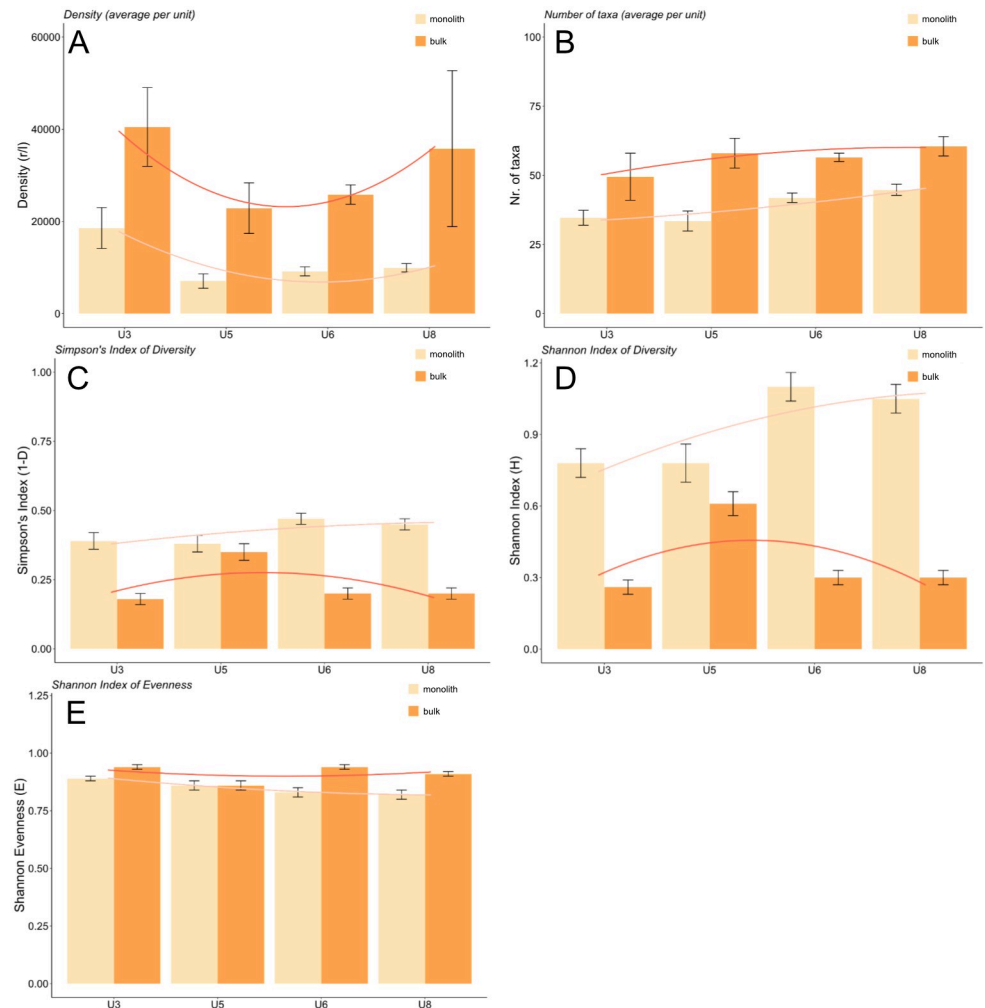 Density (average per unit)
A
monolith
bulk
60000
40000
20000
0
Density (r/l)
U3 U5 U6 U8
Number of taxa (average per unit)
B
monolith
bulk
100
75
50
25
0
Nr. of taxa
U3 U5 U6 U8
Simpson's Index of Diversity
C
monolith
bulk
1.00
0.75
0.50
0.25
0.00
Simpson's Index (1-D)
U3 U5 U6 U8
Shannon Index of Diversity
D
monolith
bulk
1.2
0.9
0.6
0.3
0.0
Shannon Index (H)
U3 U5 U6 U8
Shannon Index of Evenness
E
monolith
bulk
1.25
1.00
0.75
0.50
0.25
0.00
Shannon Evenness (E)
U3 U5 U6 U8